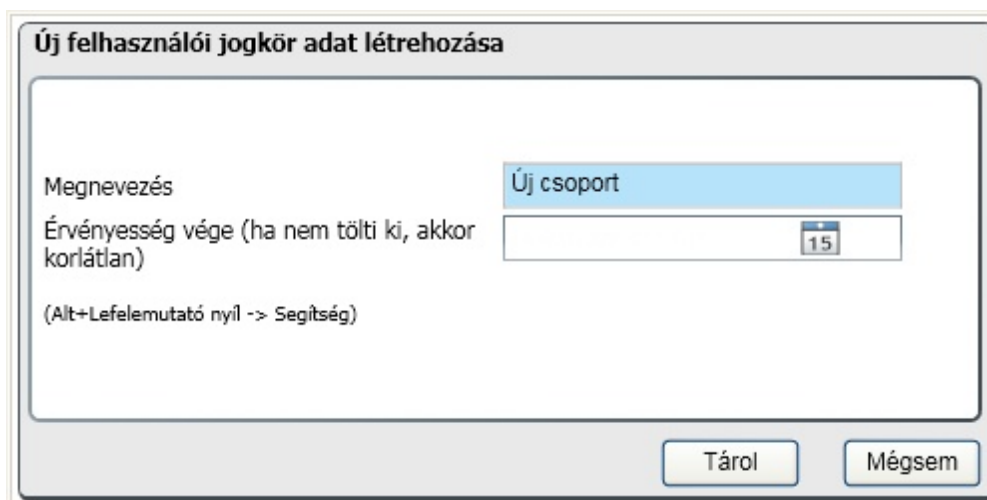 Új felhasználói jogkör adat létrehozása
Megnevezés
Új csoport
Érvényesség vége (ha nem tölti ki, akkor
korlátlan)
15
(Alt+Lefelemutató nyíl -> Segítség)
Tárol
Mégsem